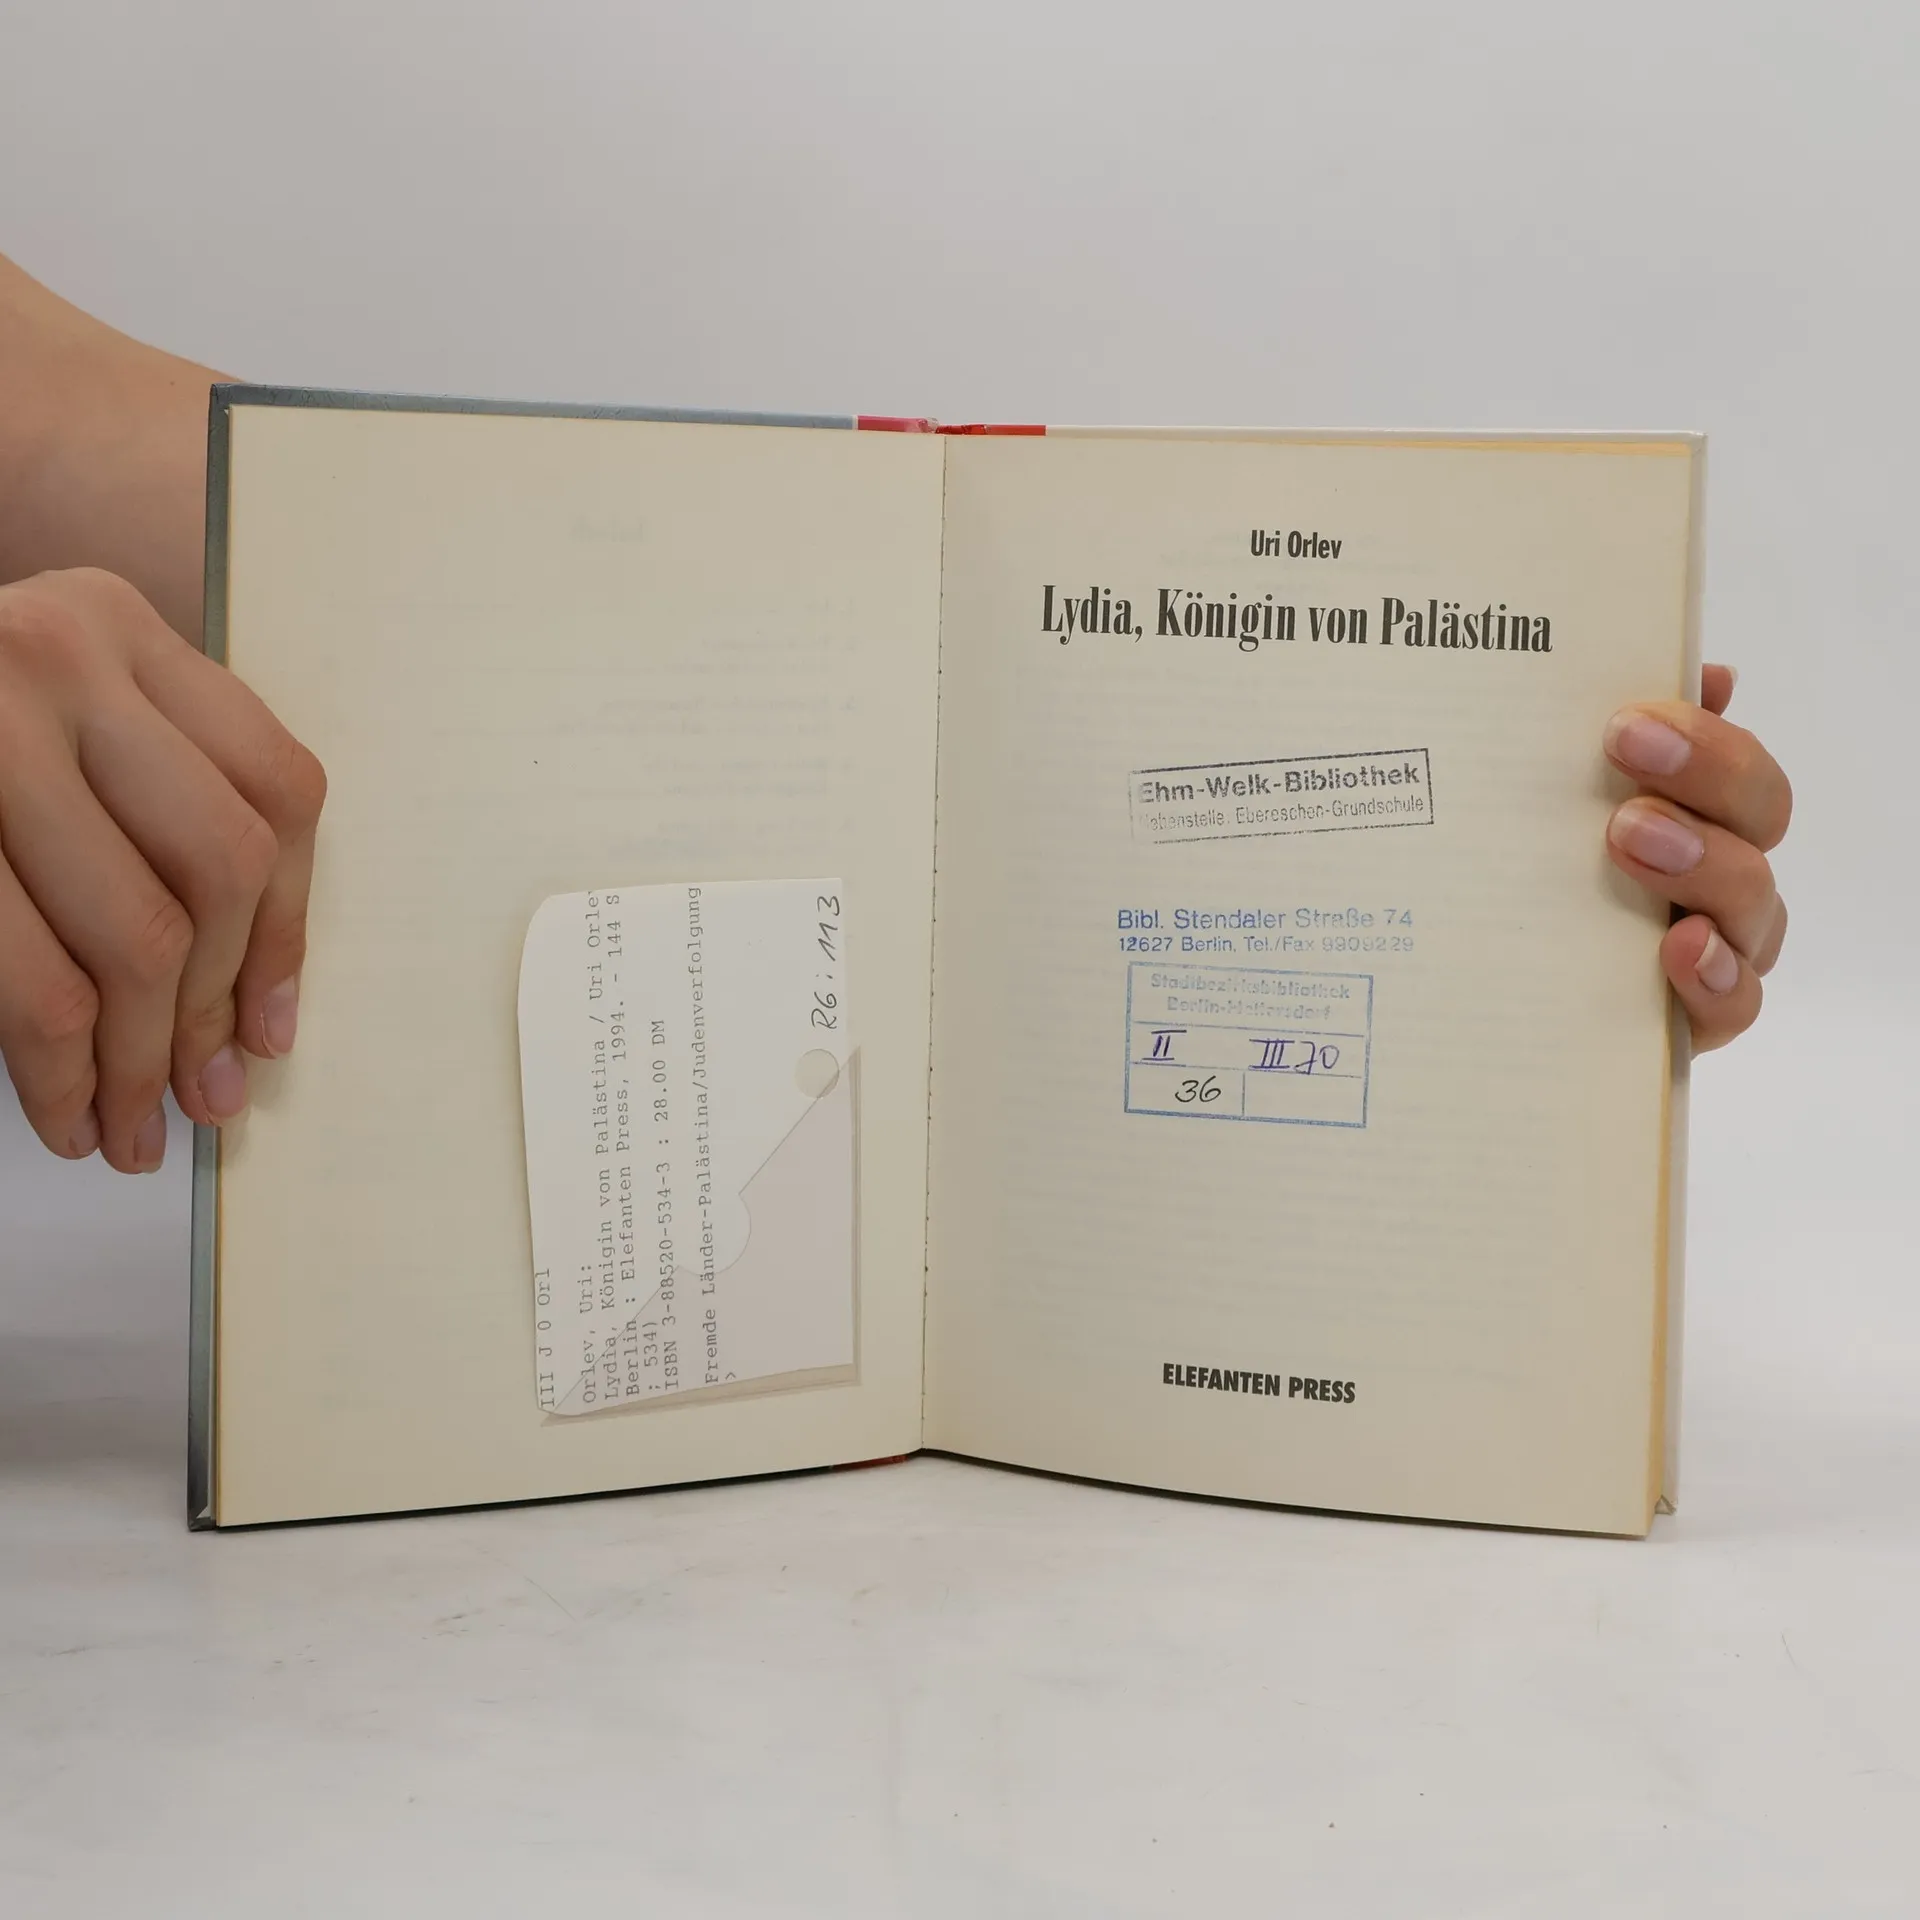 III J 0 Orl
Orlev, Uri:
Lydia, Königin von Palästina / Uri Orlev
Berlin : Elefanten Press, 1994. - 144 S
; 534)
ISBN 3-88520-534-3 : 28.00 DM
Fremde Länder-Palästina/Judenverfolgung
>
R6: 113
Uri Orlev
Lydia, Königin von Palästina
Ehm-Welk-Bibliothek
Nebenstelle: Ebereschen-Grundschule
Bibl. Stendaler Straße 74
12627 Berlin, Tel./Fax 9909229
Stadtbezirksbibliothek
Berlin-Hellersdorf
II III 70
36
ELEFANTEN PRESS